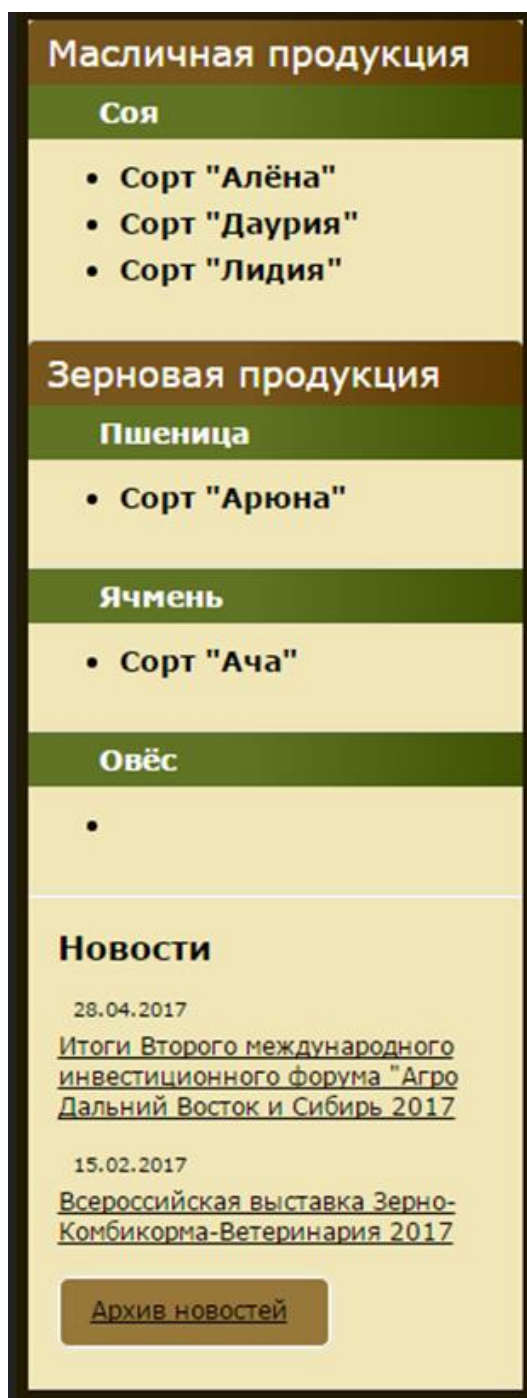 Масличная продукция
Соя
• Сорт "Алёна"
• Сорт "Даурия"
• Сорт "Лидия"
Зерновая продукция
Пшеница
• Сорт "Арюна"
Ячмень
• Сорт "Ача"
Овёс
•
Новости
28.04.2017
Итоги Второго международного
инвестиционного форума "Агро
Дальний Восток и Сибирь 2017
15.02.2017
Всероссийская выставка Зерно-
Комбикорма-Ветеринария 2017
Архив новостей